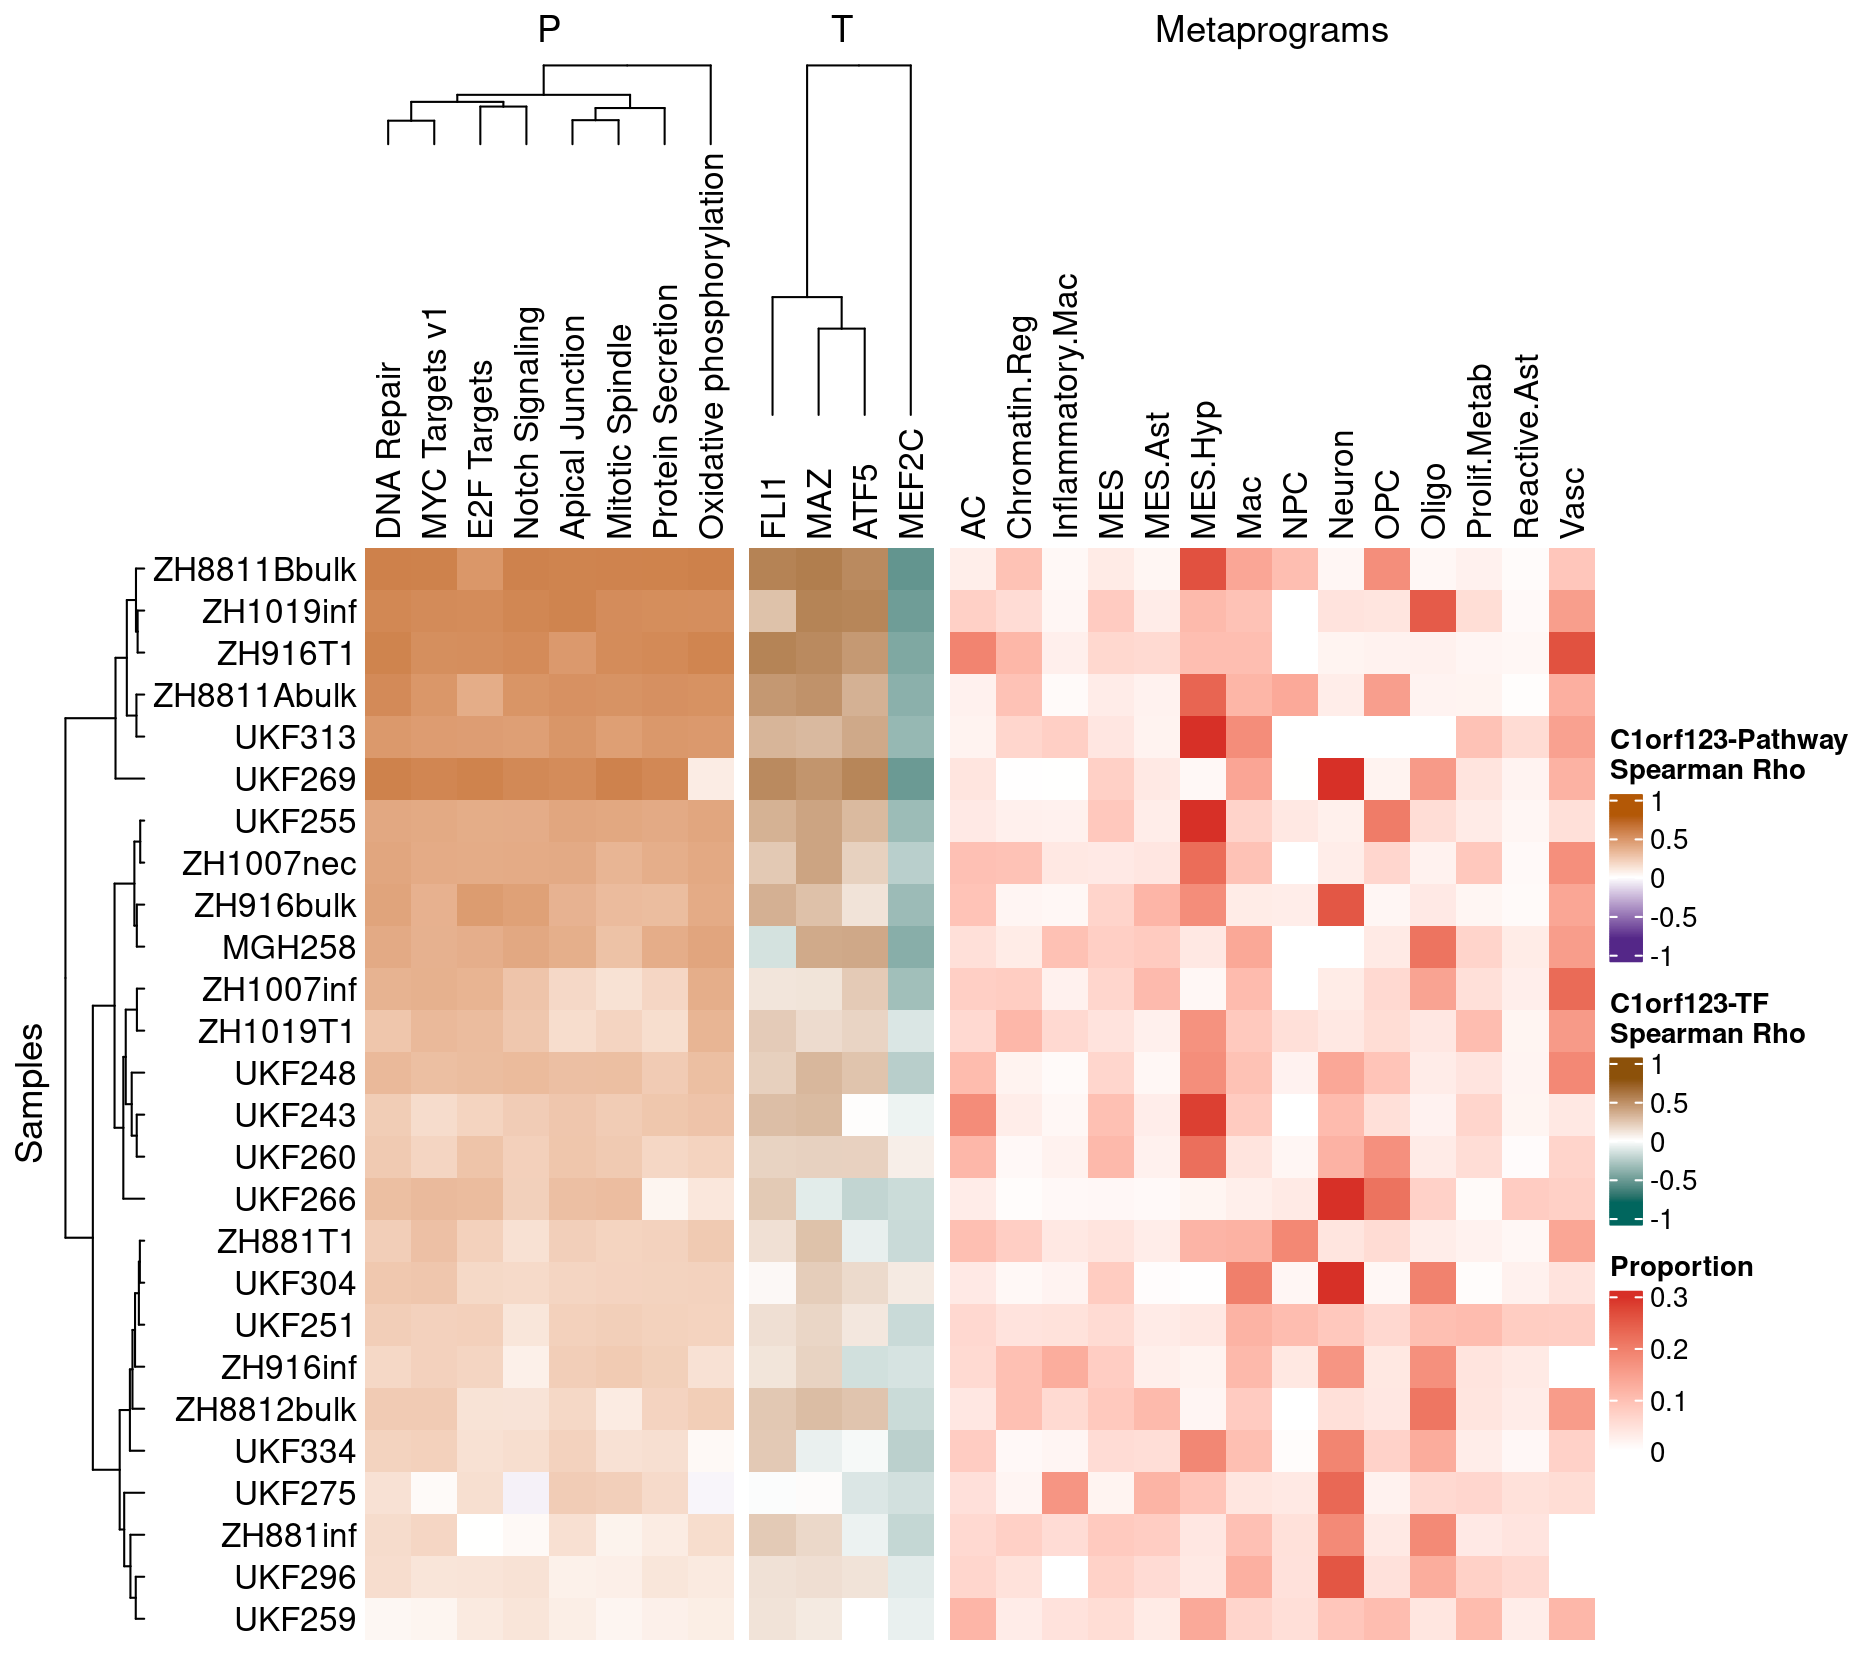 P
T
Metaprograms
DNA Repair
MYC Targets v1
E2F Targets
Notch Signaling
Apical Junction
Mitotic Spindle
Protein Secretion
Oxidative phosphorylation
FLI1
MAZ
ATF5
MEF2C
AC
Chromatin.Reg
Inflammatory.Mac
MES
MES.Ast
MES.Hyp
Mac
NPC
Neuron
OPC
Oligo
Prolif.Metab
Reactive.Ast
Vasc
Samples
ZH8811Bbulk
ZH1019inf
ZH916T1
ZH8811Abulk
UKF313
UKF269
UKF255
ZH1007nec
ZH916bulk
MGH258
ZH1007inf
ZH1019T1
UKF248
UKF243
UKF260
UKF266
ZH881T1
UKF304
UKF251
ZH916inf
ZH8812bulk
UKF334
UKF275
ZH881inf
UKF296
UKF259
C1orf123-Pathway
Spearman Rho
1
0.5
0
-0.5
-1
C1orf123-TF
Spearman Rho
1
0.5
0
-0.5
-1
Proportion
0.3
0.2
0.1
0